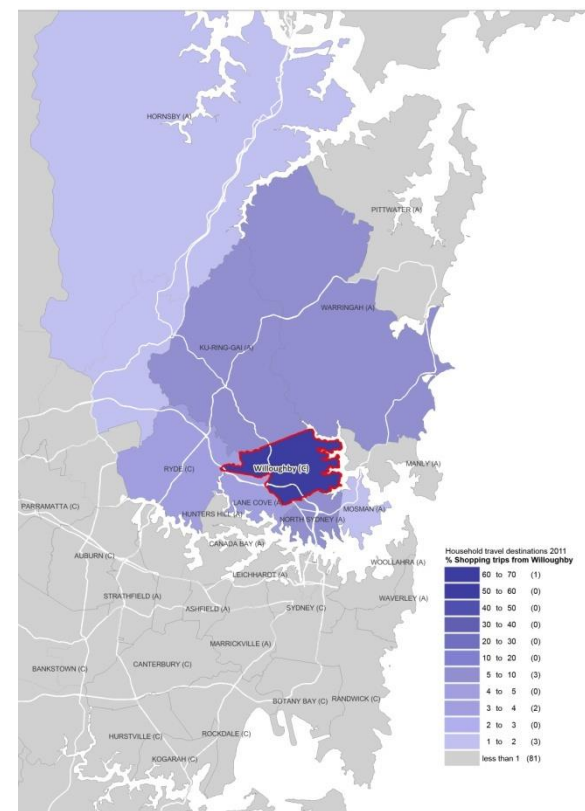 HORNSBY (A)
PITTWATER (A)
WARRINGAH (A)
KU-RING-GAI (A)
RYDE (C)
Willoughby (C)
MANLY (A)
LANE COVE (A)
MOSMAN (A)
PARRAMATTA (C)
HUNTERS HILL (A)
NORTH SYDNEY (A)
CANADA BAY (A)
AUBURN (C)
LEICHHARDT (A)
WOOLLAHRA (A)
STRATHFIELD (A)
ASHFIELD (A)
SYDNEY (C)
WAVERLEY (A)
MARRICKVILLE (A)
BANKSTOWN (C)
CANTERBURY (C)
BOTANY BAY (C)
RANDWICK (C)
HURSTVILLE (C)
ROCKDALE (C)
KOGARAH (C)
Household travel destinations 2011
% Shopping trips from Willoughby
60 to 70 (1)
50 to 60 (0)
40 to 50 (0)
30 to 40 (0)
20 to 30 (0)
10 to 20 (0)
5 to 10 (3)
4 to 5 (0)
3 to 4 (2)
2 to 3 (0)
1 to 2 (3)
less than 1 (81)